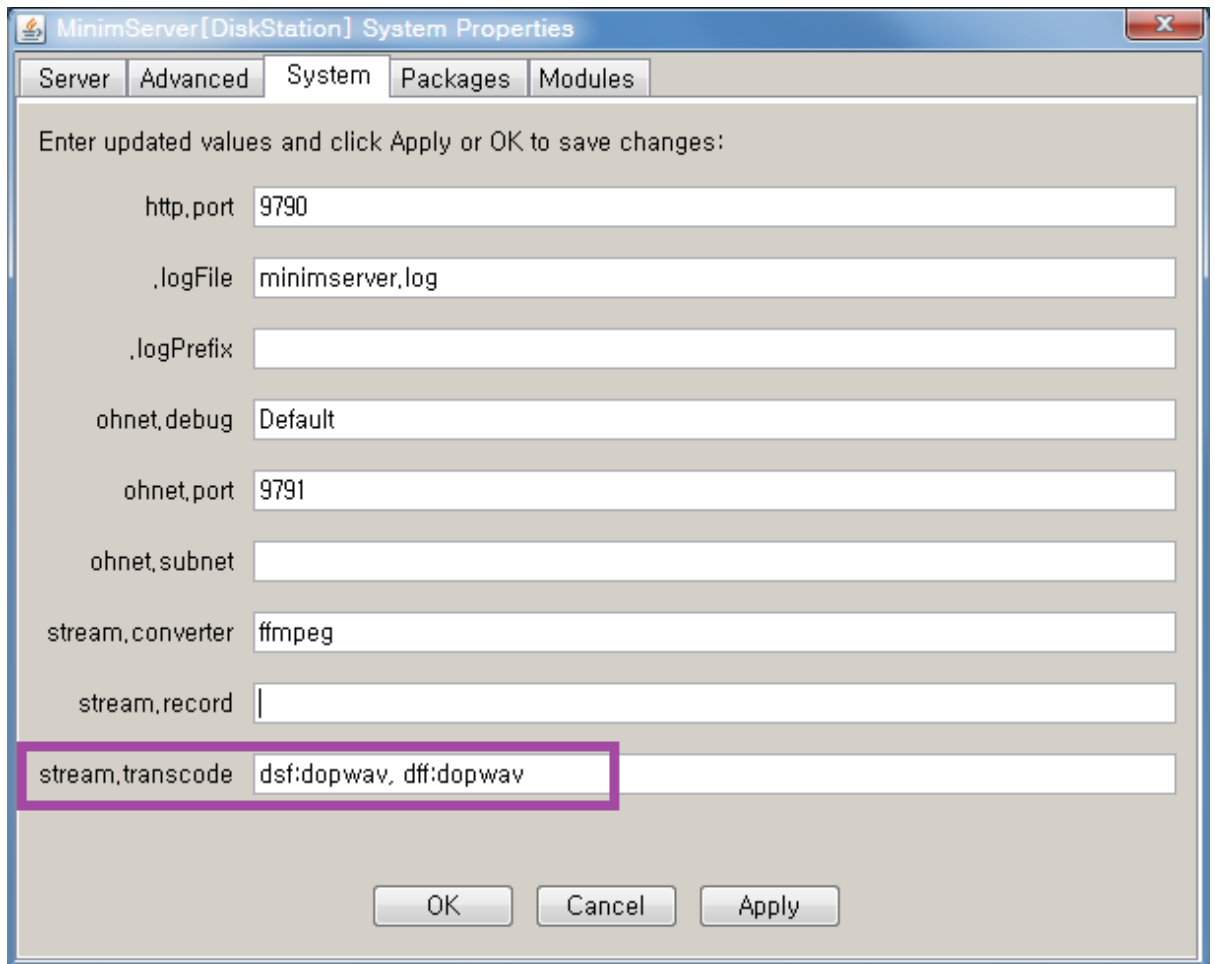 MinimServer[DiskStation] System Properties
Server Advanced System Packages Modules
Enter updated values and click Apply or OK to save changes:
http.port 9790
.logFile minimserver.log
.logPrefix
ohnet.debug Default
ohnet.port 9791
ohnet.subnet
stream.converter ffmpeg
stream.record
stream.transcode dsf:dopwav, dff:dopwav
OK Cancel Apply